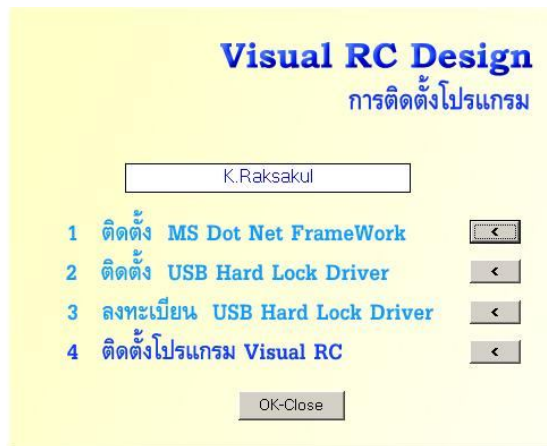 Visual RC Design
การติดตั้งโปรแกรม
K.Raksakul
1 ติดตั้ง MS Dot Net FrameWork <
2 ติดตั้ง USB Hard Lock Driver <
3 ลงทะเบียน USB Hard Lock Driver <
4 ติดตั้งโปรแกรม Visual RC <
OK-Close